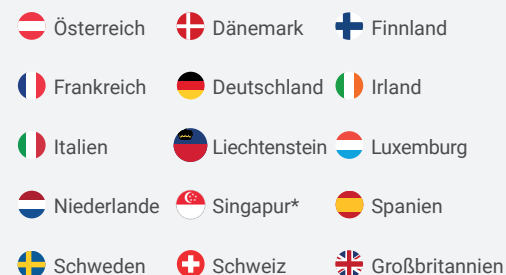 Österreich Dänemark Finnland
Frankreich Deutschland Irland
Italien Liechtenstein Luxemburg
Niederlande Singapur* Spanien
Schweden Schweiz Großbritannien